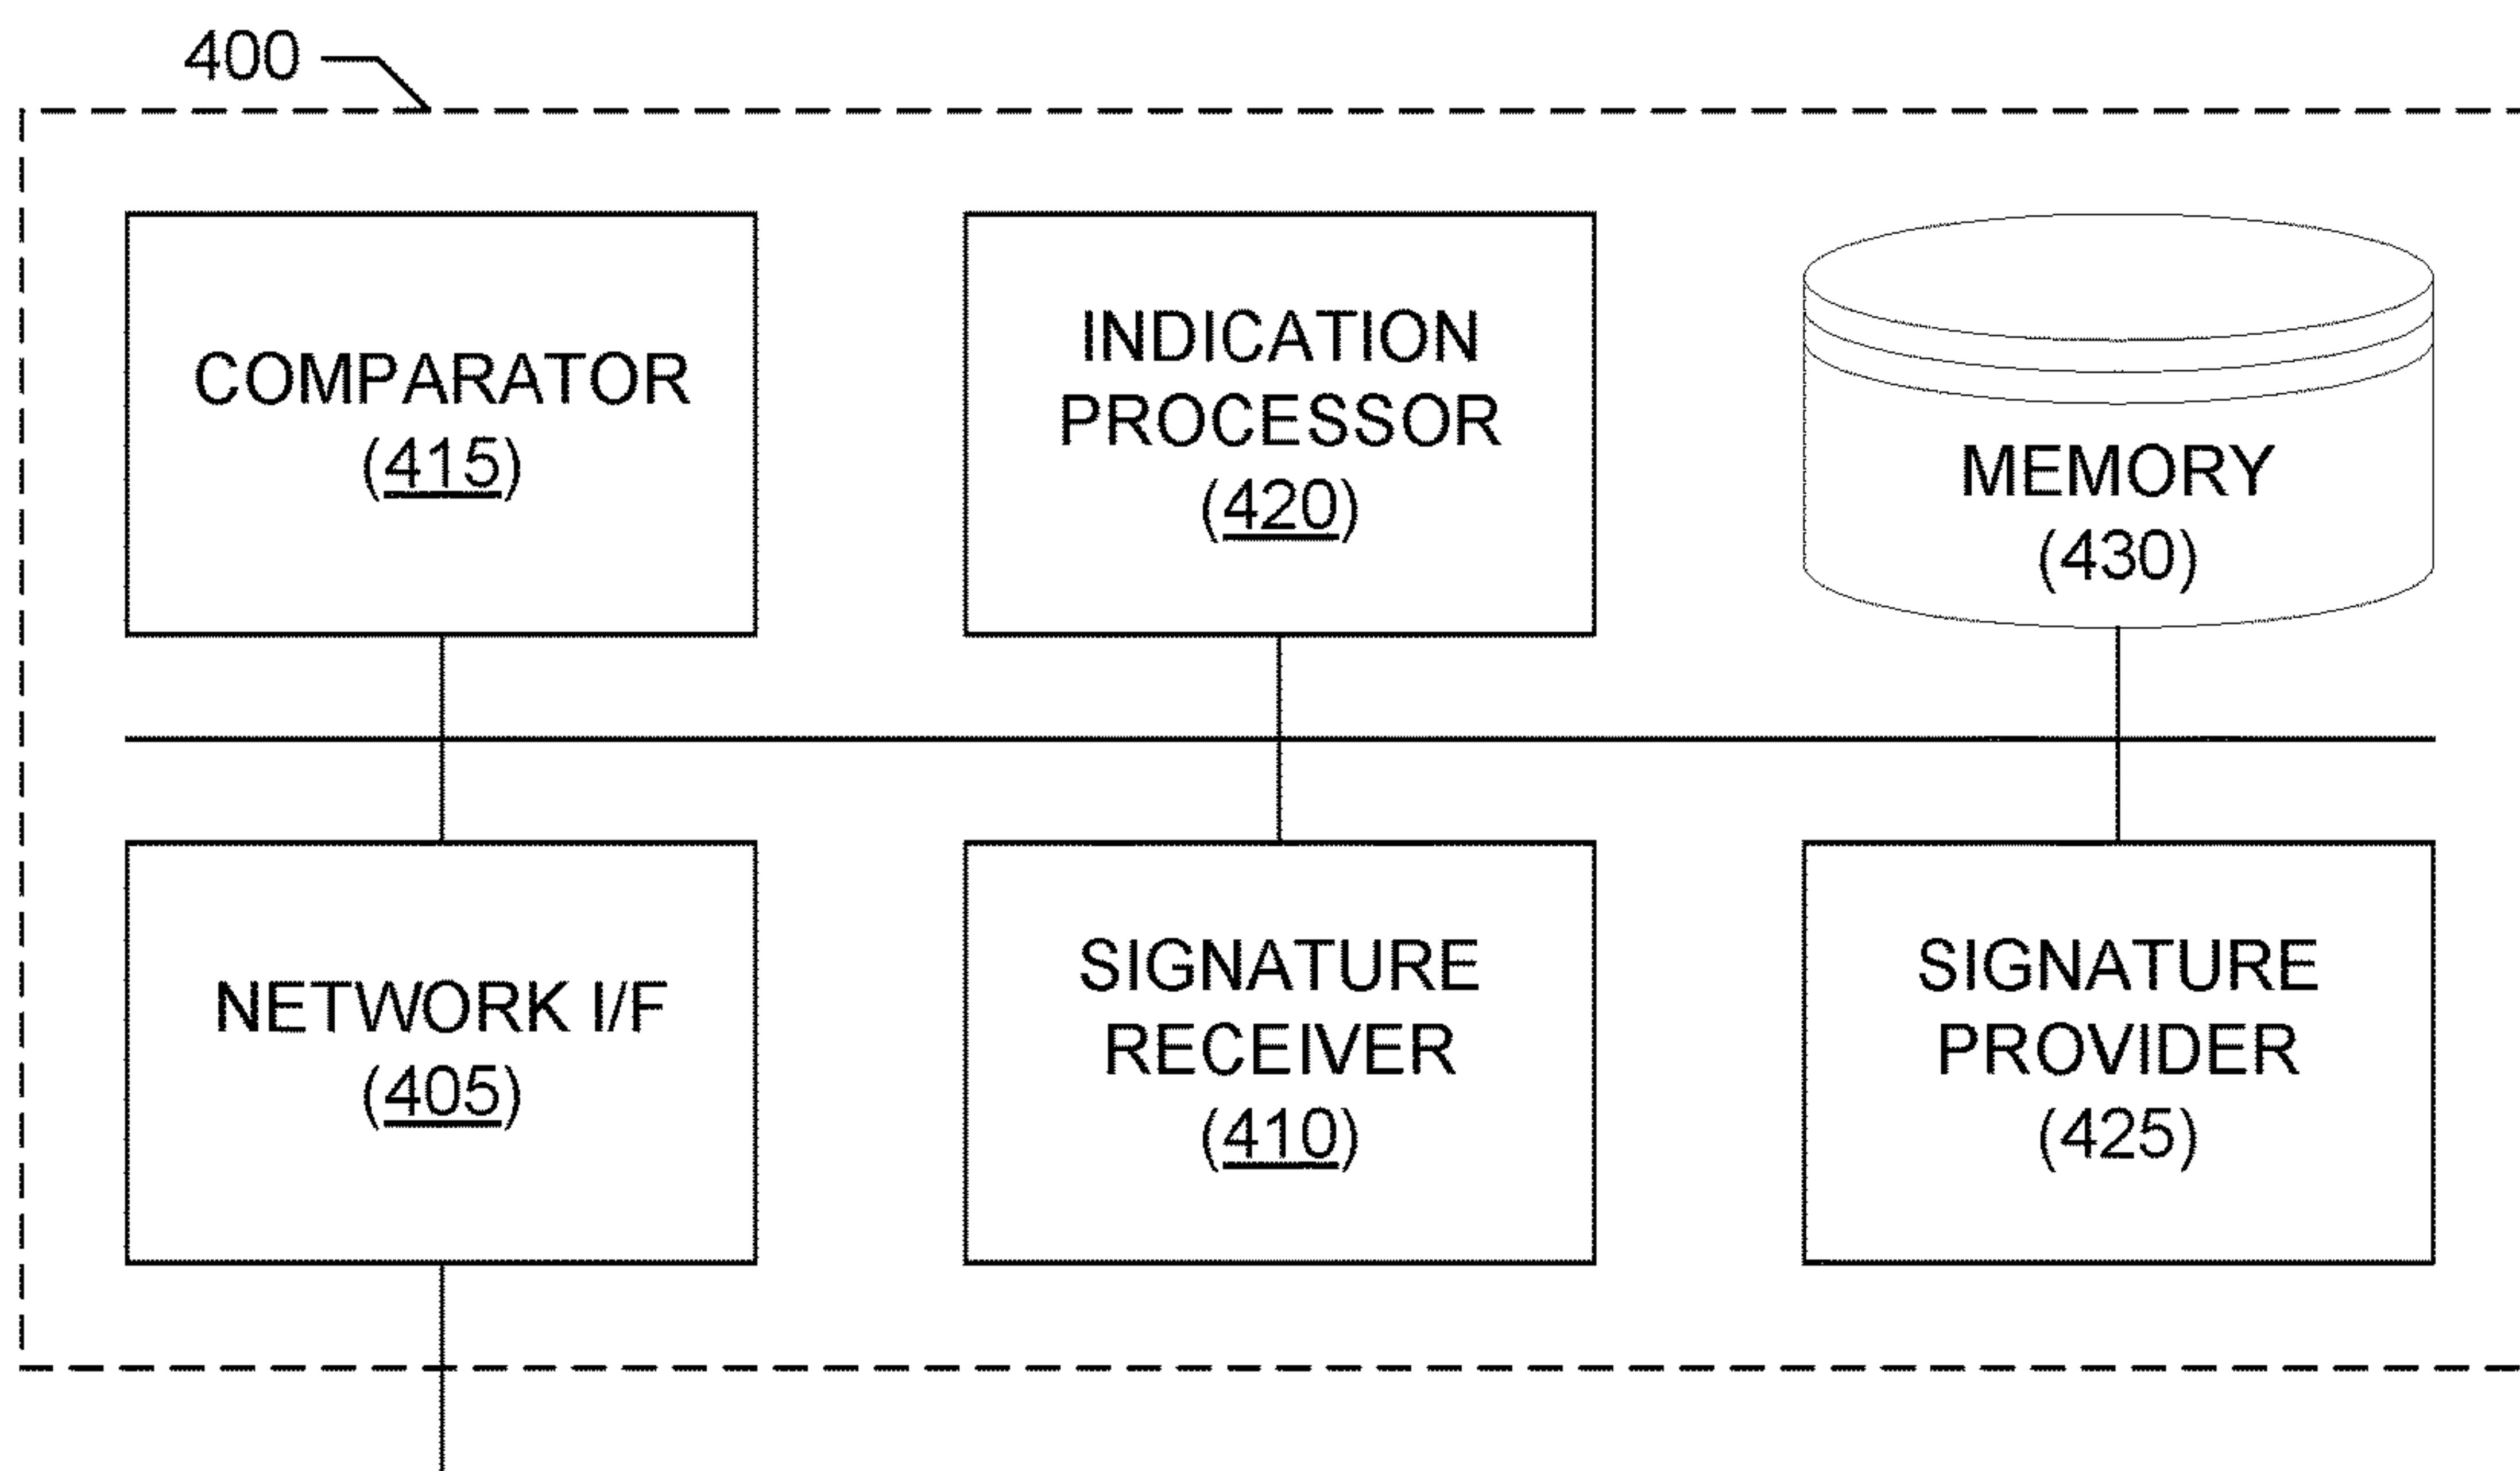 400
COMPARATOR
(415)
INDICATION
PROCESSOR
(420)
MEMORY
(430)
NETWORK I/F
(405)
SIGNATURE
RECEIVER
(410)
SIGNATURE
PROVIDER
(425)